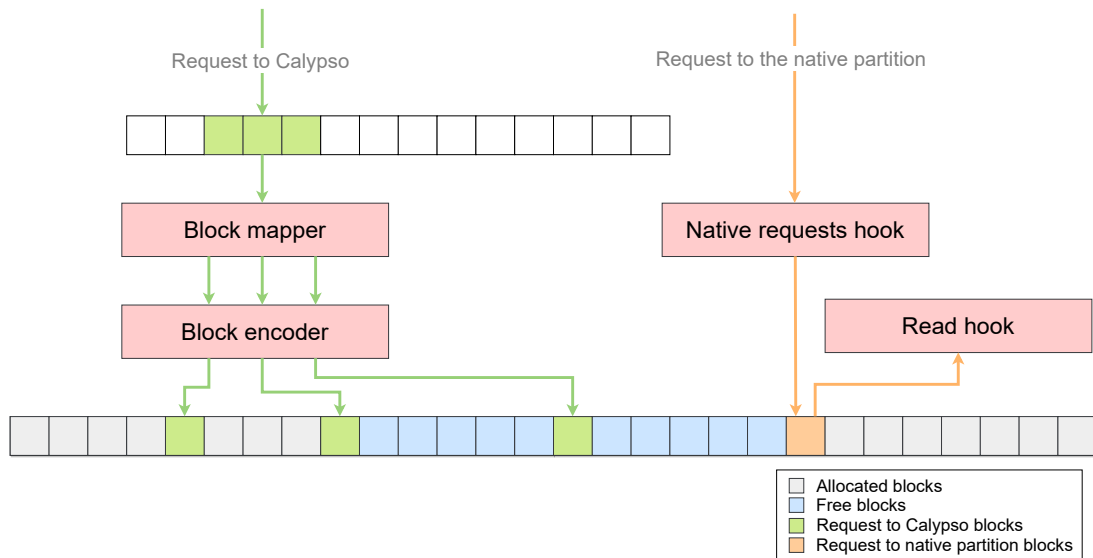 Request to Calypso
Request to the native partition
Block mapper
Native requests hook
Block encoder
Read hook
Allocated blocks
Free blocks
Request to Calypso blocks
Request to native partition blocks